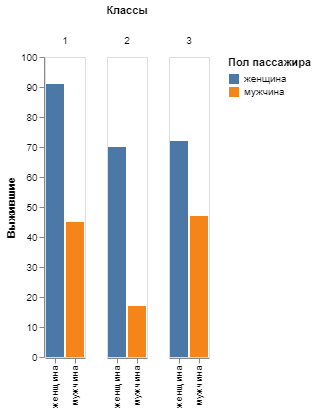 Классы
1 2 3
Пол пассажира
женщина
мужчина
100
90
80
70
60
50
40
30
20
10
0
Выжившие
женщина
мужчина
женщина
мужчина
женщина
мужчина